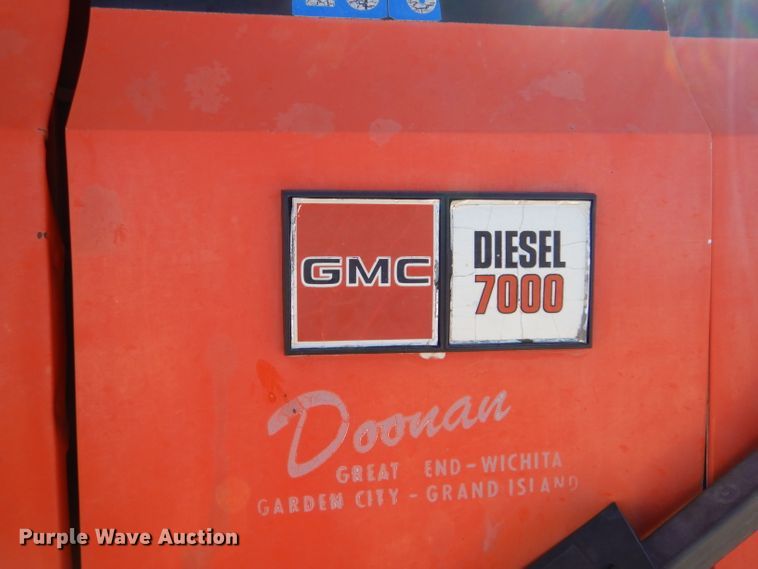 GMC
DIESEL
7000
Doonan
GREAT END-WICHITA
GARDEN CITY - GRAND ISLAND
Purple Wave Auction